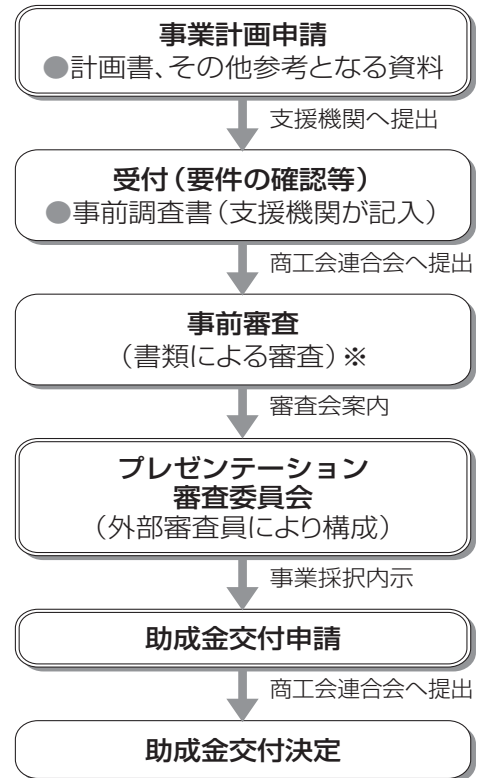 事業計画申請
●計画書、その他参考となる資料
支援機関へ提出
受付（要件の確認等）
●事前調査書（支援機関が記入）
商工会連合会へ提出
事前審査
（書類による審査）※
審査会案内
プレゼンテーション
審査委員会
（外部審査員により構成）
事業採択内示
助成金交付申請
商工会連合会へ提出
助成金交付決定